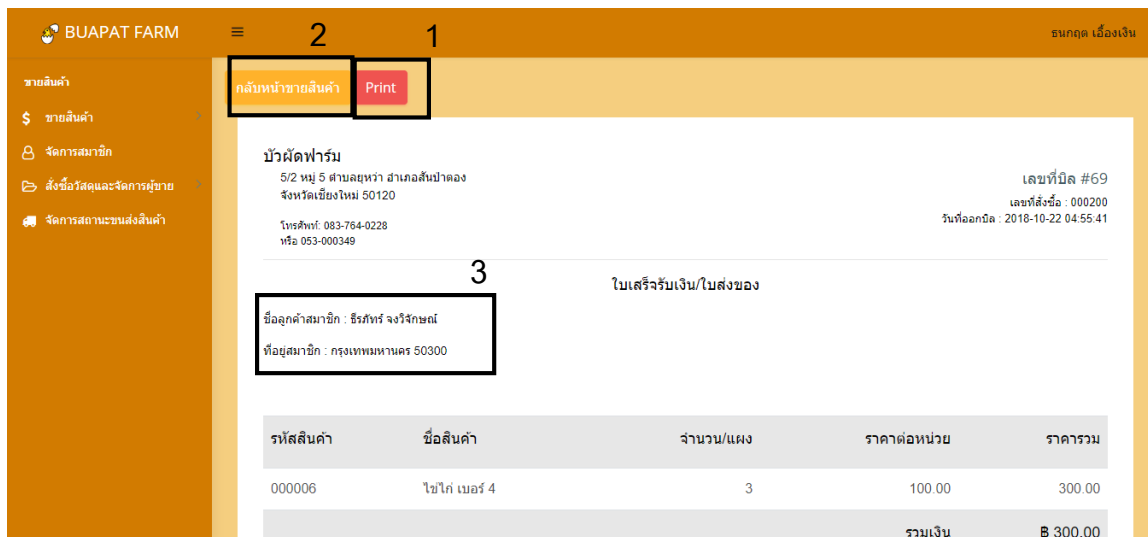 BUAPAT FARM
ธนกฤต เอื้องเงิน
2
1
ขายสินค้า
$ ขายสินค้า
จัดการสมาชิก
สั่งซื้อวัสดุและจัดการผู้ขาย
จัดการสถานะขนส่งสินค้า
กลับหน้าขายสินค้า
Print
บัวผัดฟาร์ม
5/2 หมู่ 5 ตำบลยุหว่า อำเภอสันป่าตอง
จังหวัดเชียงใหม่ 50120
โทรศัพท์: 083-764-0228
หรือ 053-000349
เลขที่บิล #69
เลขที่สั่งซื้อ : 000200
วันที่ออกบิล : 2018-10-22 04:55:41
3
ใบเสร็จรับเงิน/ใบส่งของ
ชื่อลูกค้าสมาชิก : ธีรภัทร์ จงวิจักษณ์
ที่อยู่สมาชิก : กรุงเทพมหานคร 50300
รหัสสินค้า ชื่อสินค้า จำนวน/แผง ราคาต่อหน่วย ราคารวม
000006 ไข่ไก่ เบอร์ 4 3 100.00 300.00
รวมเงิน ฿ 300.00